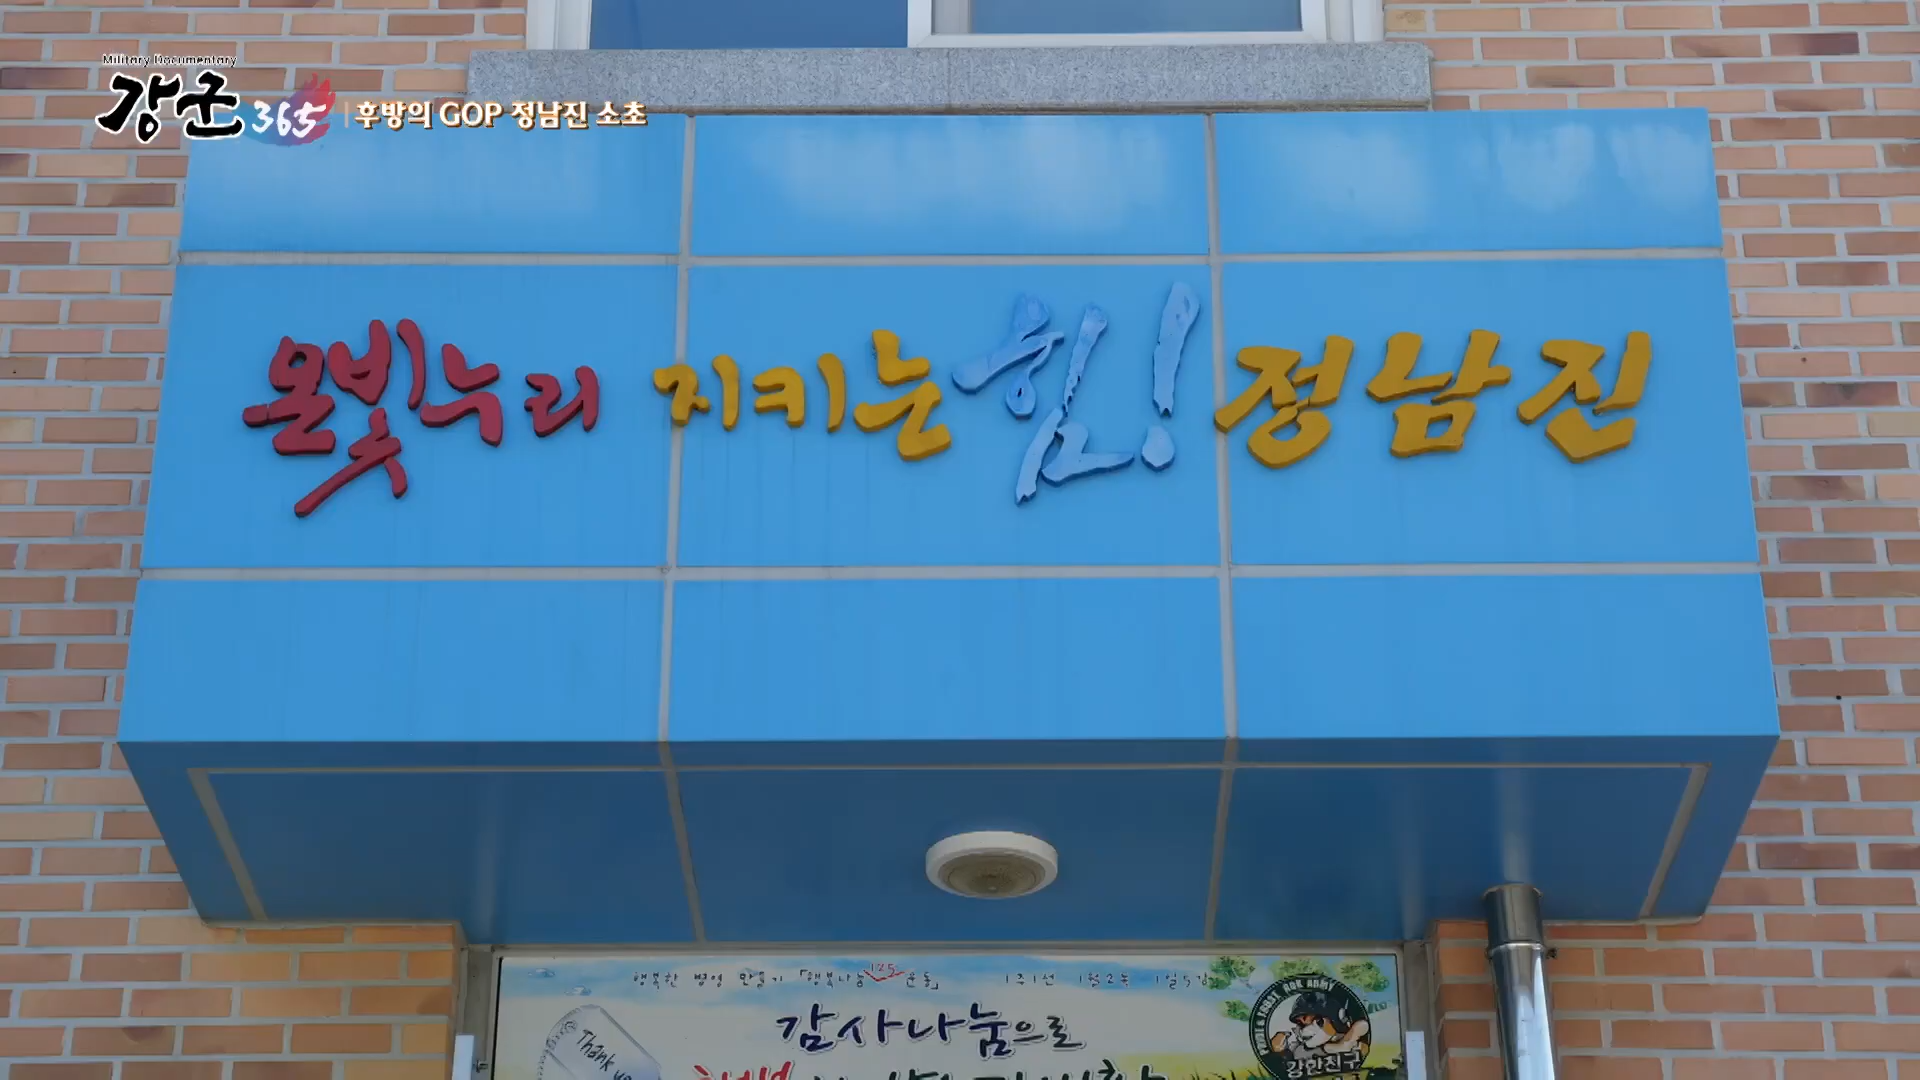 Military Documentary
강군 365 후방의 GOP 정남진 소초
온빛누리 지키는 힘! 정남진
행복한 병영 만들기 「행복나눔 125 운동」 1주1선 1월2독 1일5감
감사나눔으로
Thank
강한친구